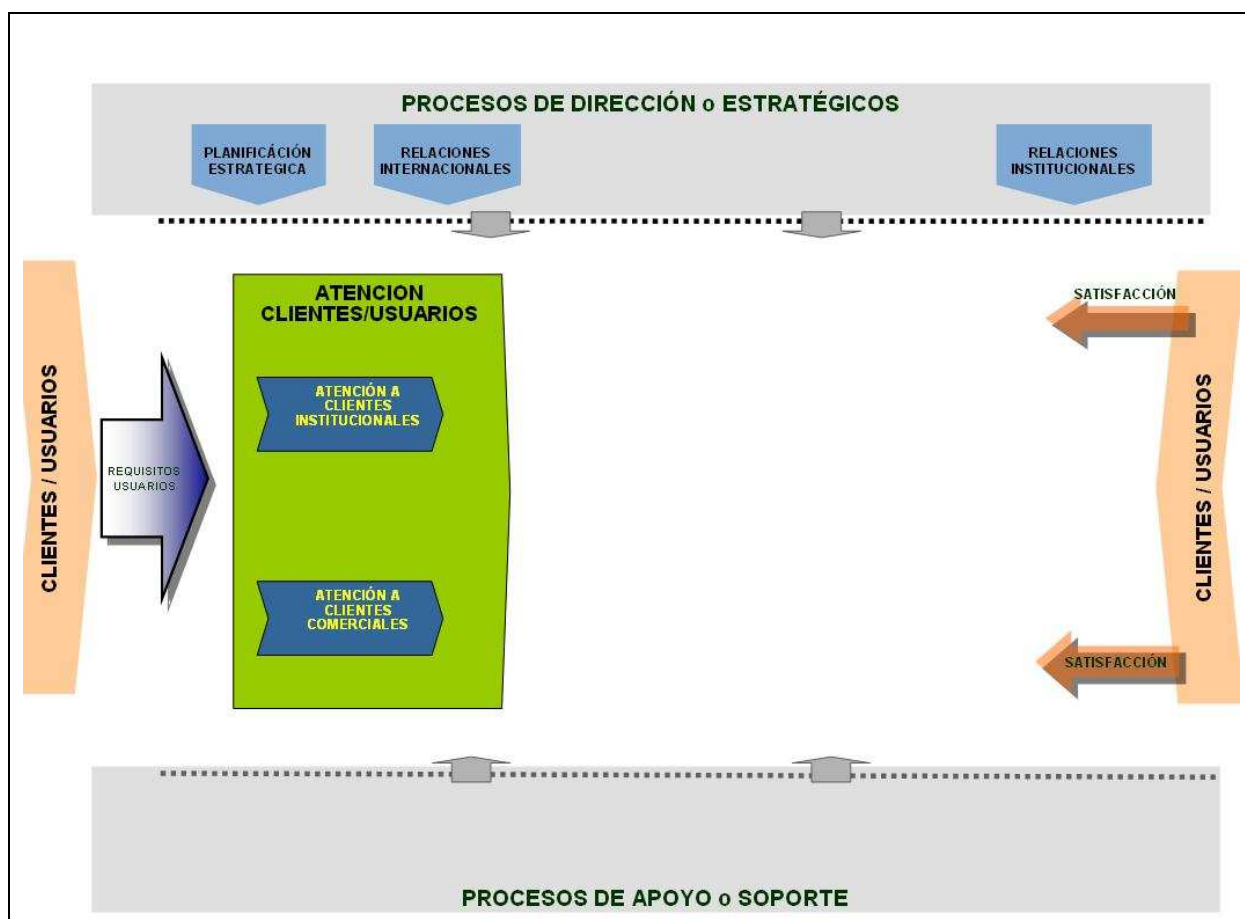 PROCESOS DE DIRECCIÓN o ESTRATÉGICOS
PLANIFICÁCIÓN
ESTRATEGICA
RELACIONES
INTERNACIONALES
RELACIONES
INSTITUCIONALES
CLIENTES / USUARIOS
REQUISITOS
USUARIOS
ATENCION
CLIENTES/USUARIOS
ATENCIÓN A
CLIENTES
INSTITUCIONALES
ATENCIÓN A
CLIENTES
COMERCIALES
SATISFACCIÓN
SATISFACCIÓN
CLIENTES / USUARIOS
PROCESOS DE APOYO o SOPORTE